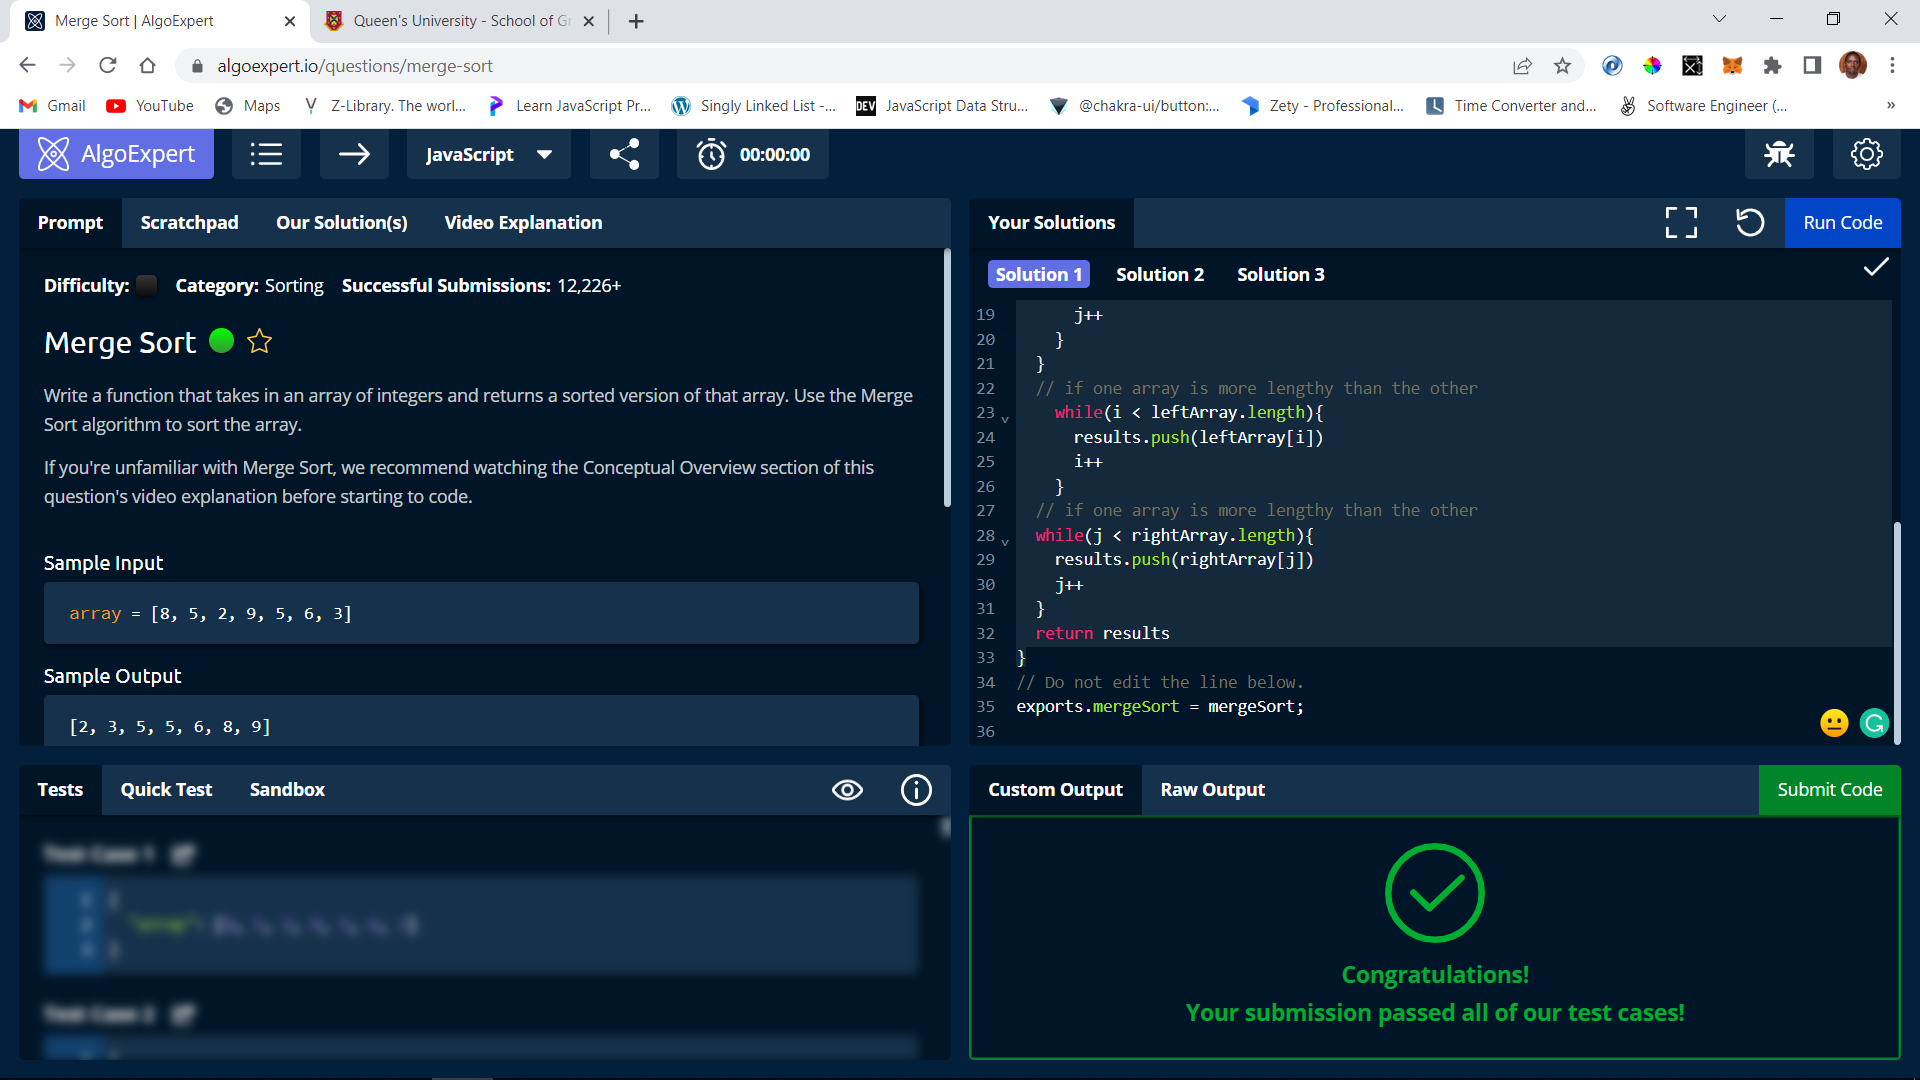 Merge Sort | AlgoExpert
Queen's University - School of Gr
algoexpert.io/questions/merge-sort
Gmail
YouTube
Maps
Z-Library. The worl...
Learn JavaScript Pr...
Singly Linked List -...
DEV
JavaScript Data Stru...
@chakra-ui/button:...
Zety - Professional...
Time Converter and...
Software Engineer (...
»
AlgoExpert
JavaScript
00:00:00
Prompt
Scratchpad
Our Solution(s)
Video Explanation
Difficulty:
Category: Sorting
Successful Submissions: 12,226+
Merge Sort
Write a function that takes in an array of integers and returns a sorted version of that array. Use the Merge
Sort algorithm to sort the array.
If you're unfamiliar with Merge Sort, we recommend watching the Conceptual Overview section of this
question's video explanation before starting to code.
Sample Input
array = [8, 5, 2, 9, 5, 6, 3]
Sample Output
[2, 3, 5, 5, 6, 8, 9]
Your Solutions
Run Code
Solution 1
Solution 2
Solution 3
19 j++
20 }
21 }
22 // if one array is more lengthy than the other
23 while(i < leftArray.length){
24 results.push(leftArray[i])
25 i++
26 }
27 // if one array is more lengthy than the other
28 while(j < rightArray.length){
29 results.push(rightArray[j])
30 j++
31 }
32 return results
33 }
34 // Do not edit the line below.
35 exports.mergeSort = mergeSort;
36
Tests
Quick Test
Sandbox
Test Case 1
Test Case 2
Custom Output
Raw Output
Submit Code
Congratulations!
Your submission passed all of our test cases!